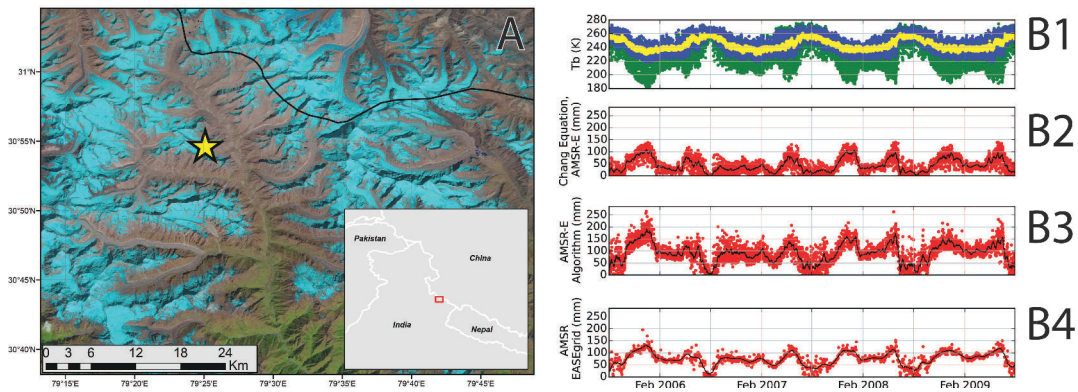 A
31°N
30°55'N
30°50'N
30°45'N
30°40'N
Pakistan
China
India
Nepal
0 3 6 12 18 24
Km
79°15'E 79°20'E 79°25'E 79°30'E 79°35'E 79°40'E 79°45'E
280
260
240
220
200
180
Tb (K)
B1
250
200
150
100
50
0
Chang Equation,
AMSR-E (mm)
B2
250
200
150
100
50
0
AMSR-E
Algorithm (mm)
B3
250
200
150
100
50
0
AMSR
EASEgrid (mm)
B4
Feb 2006 Feb 2007 Feb 2008 Feb 2009